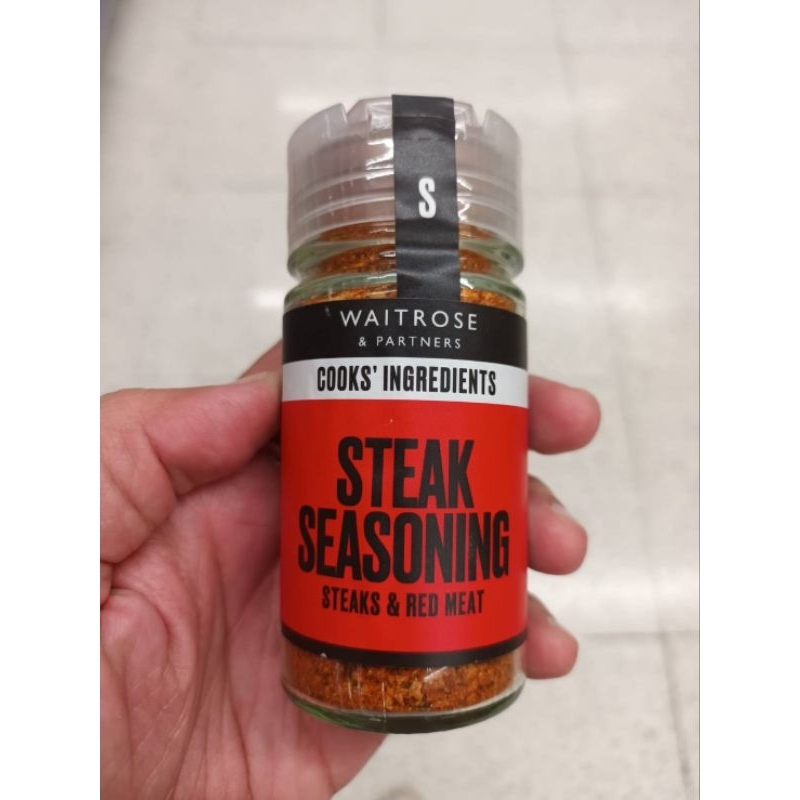 S
WAITROSE
& PARTNERS
COOKS' INGREDIENTS
STEAK
SEASONING
STEAKS & RED MEAT